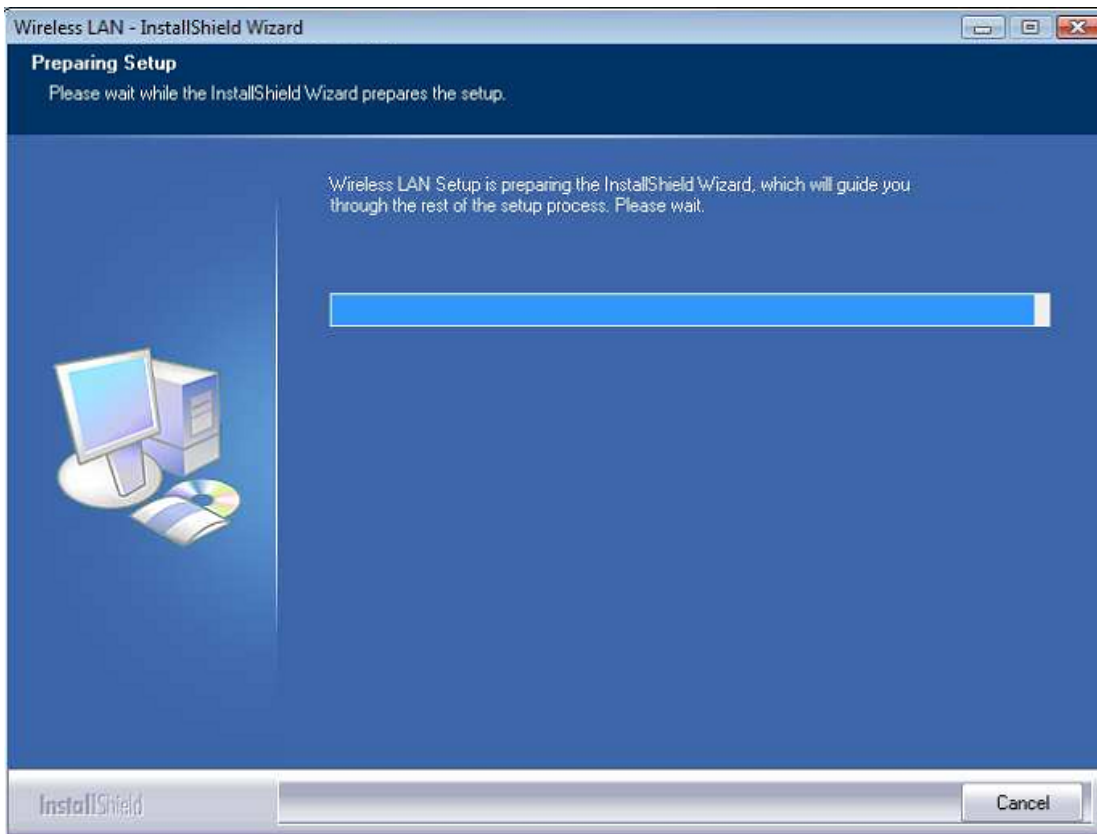 Wireless LAN - InstallShield Wizard
Preparing Setup
Please wait while the InstallShield Wizard prepares the setup.
Wireless LAN Setup is preparing the InstallShield Wizard, which will guide you
through the rest of the setup process. Please wait.
InstallShield
Cancel